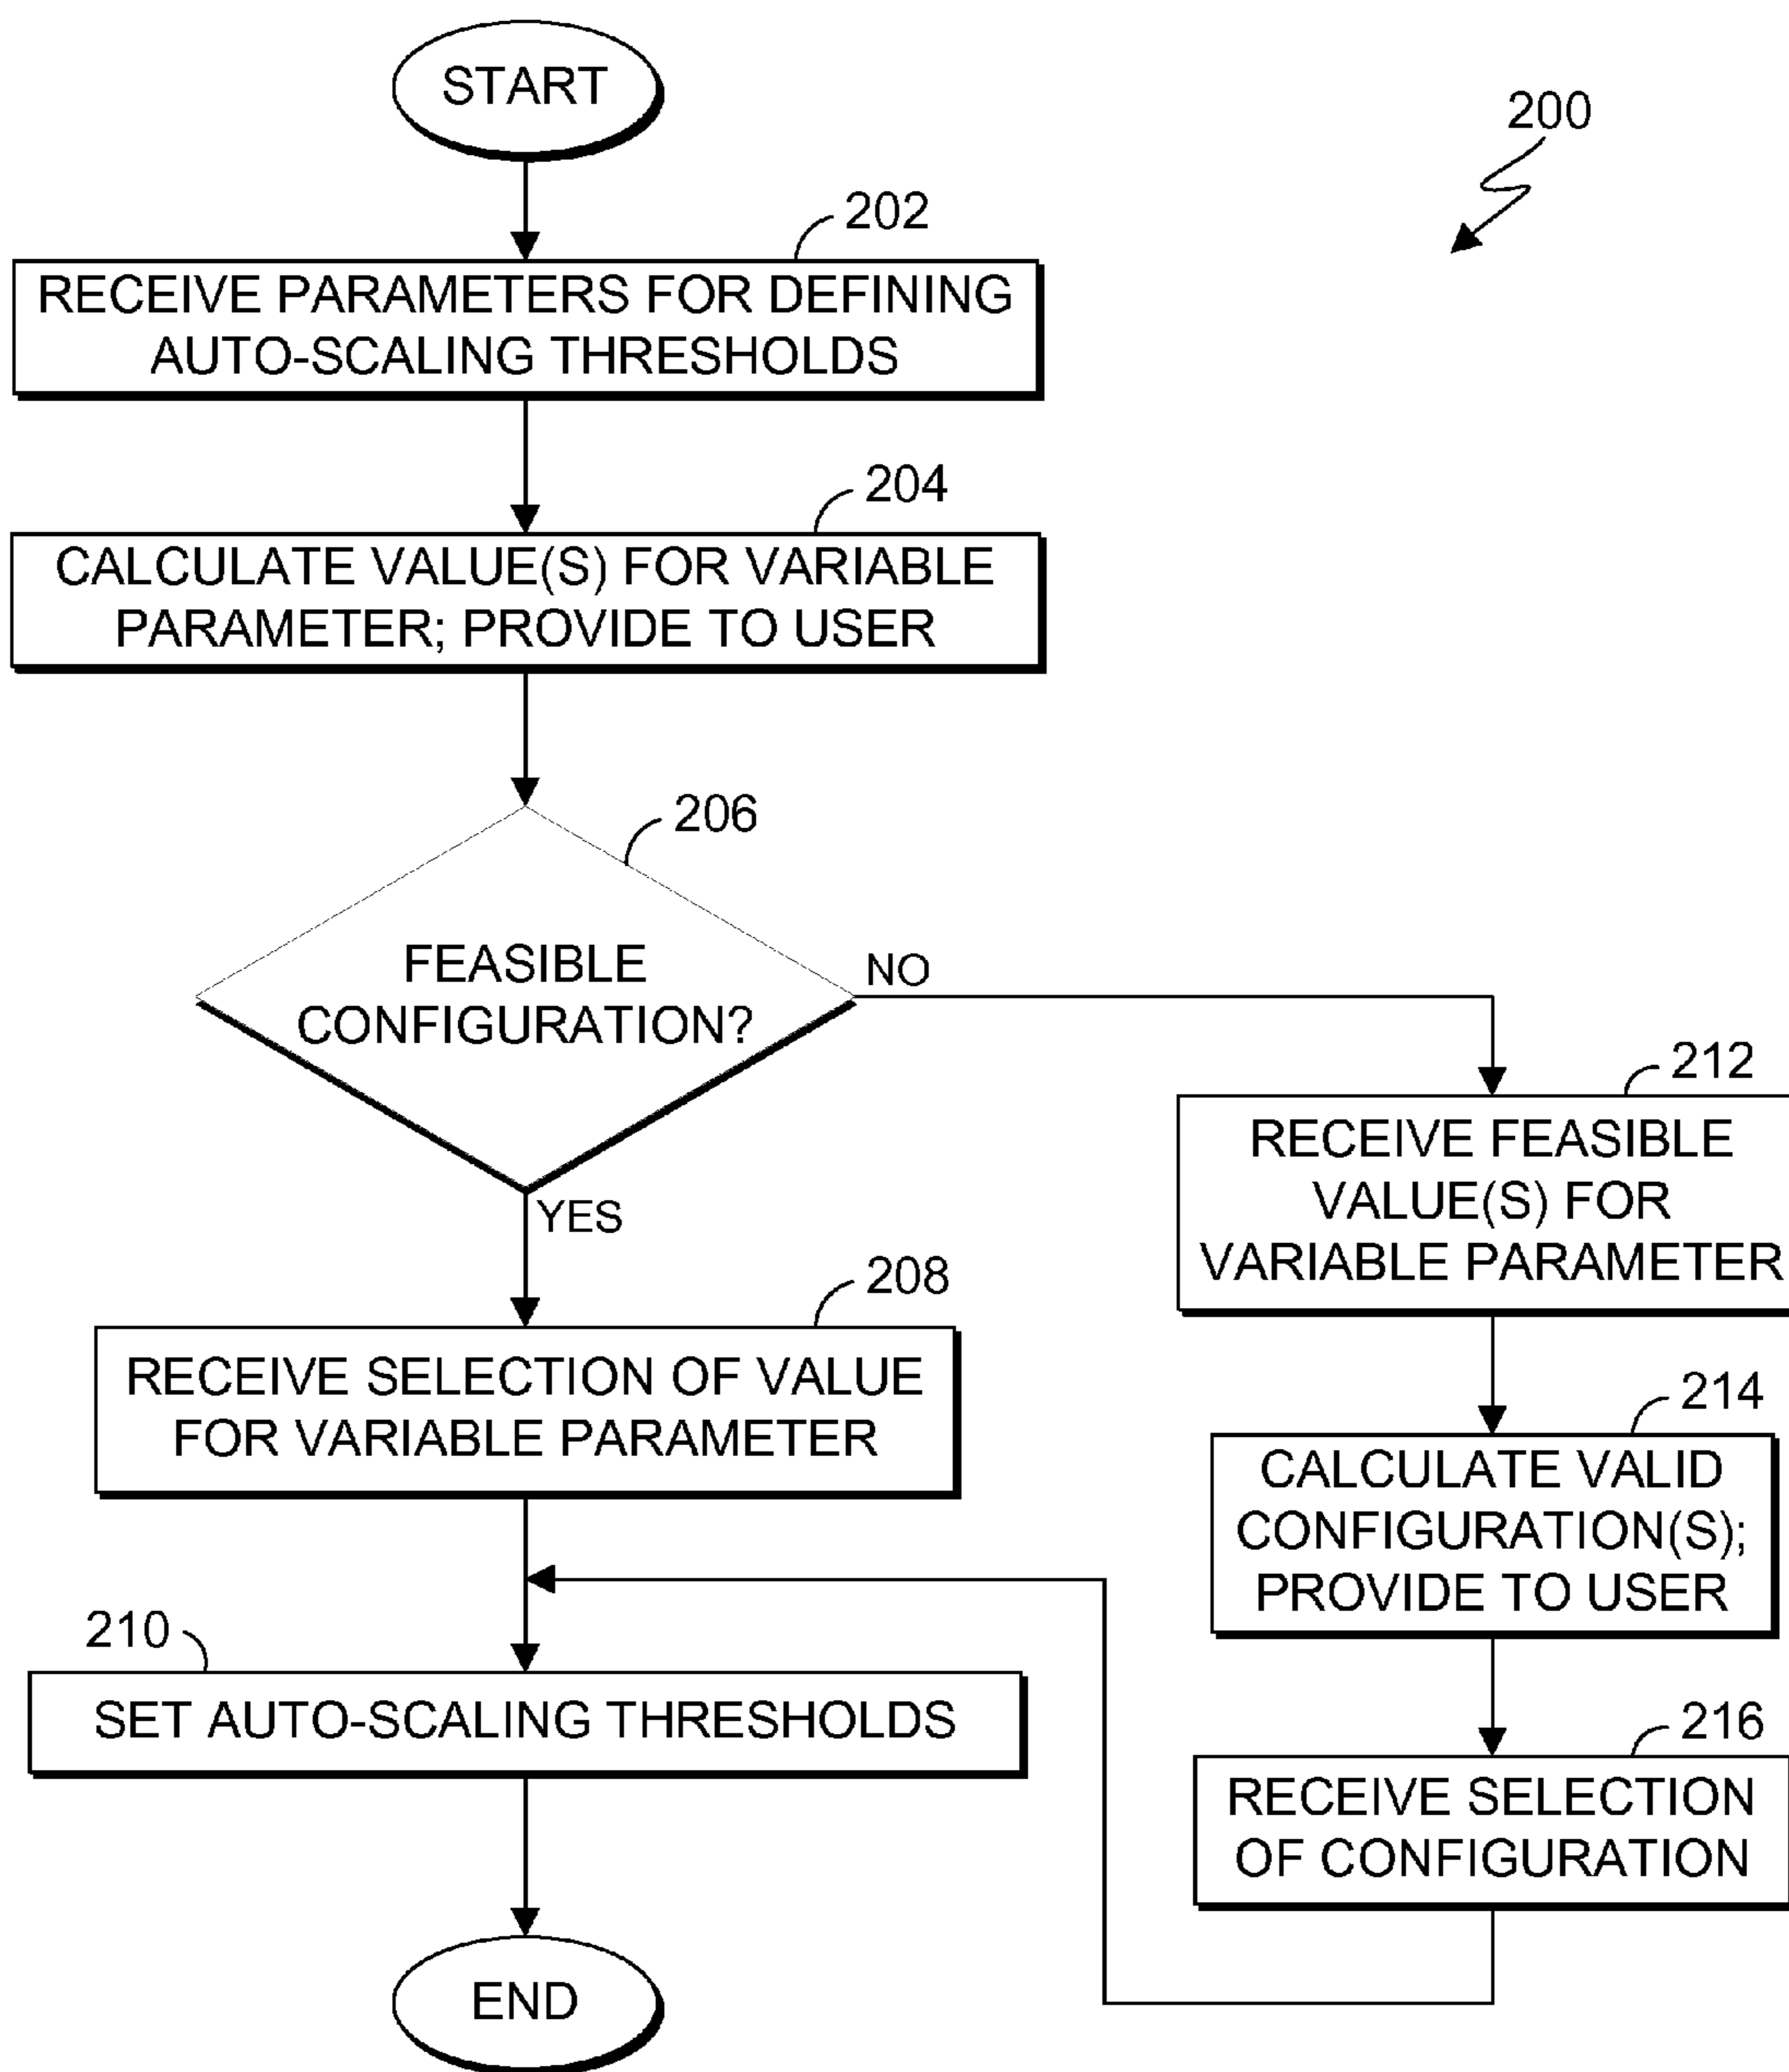 START
200
202
RECEIVE PARAMETERS FOR DEFINING
AUTO-SCALING THRESHOLDS
204
CALCULATE VALUE(S) FOR VARIABLE
PARAMETER; PROVIDE TO USER
206
FEASIBLE
CONFIGURATION?
NO
YES
212
RECEIVE FEASIBLE
VALUE(S) FOR
VARIABLE PARAMETER
208
RECEIVE SELECTION OF VALUE
FOR VARIABLE PARAMETER
214
CALCULATE VALID
CONFIGURATION(S);
PROVIDE TO USER
210
SET AUTO-SCALING THRESHOLDS
216
RECEIVE SELECTION
OF CONFIGURATION
END